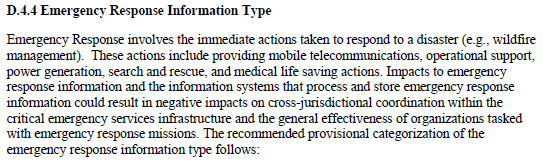 D.4.4 Emergency Response Information Type
Emergency Response involves the immediate actions taken to respond to a disaster (e.g., wildfire
management).  These actions include providing mobile telecommunications, operational support,
power generation, search and rescue, and medical life saving actions. Impacts to emergency
response information and the information systems that process and store emergency response
information could result in negative impacts on cross-jurisdictional coordination within the
critical emergency services infrastructure and the general effectiveness of organizations tasked
with emergency response missions. The recommended provisional categorization of the
emergency response information type follows: